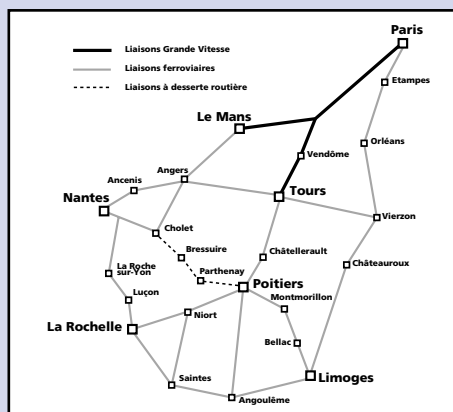 Paris
Liaisons Grande Vitesse
Liaisons ferroviaires
Liaisons à desserte routière
Etampes
Le Mans
Orléans
Vendôme
Angers
Ancenis
Tours
Nantes
Vierzon
Cholet
Bressuire
Châtellerault
Châteauroux
La Roche
sur-Yon
Parthenay
Poitiers
Luçon
Montmorillon
Niort
La Rochelle
Bellac
Saintes
Limoges
Angoulême